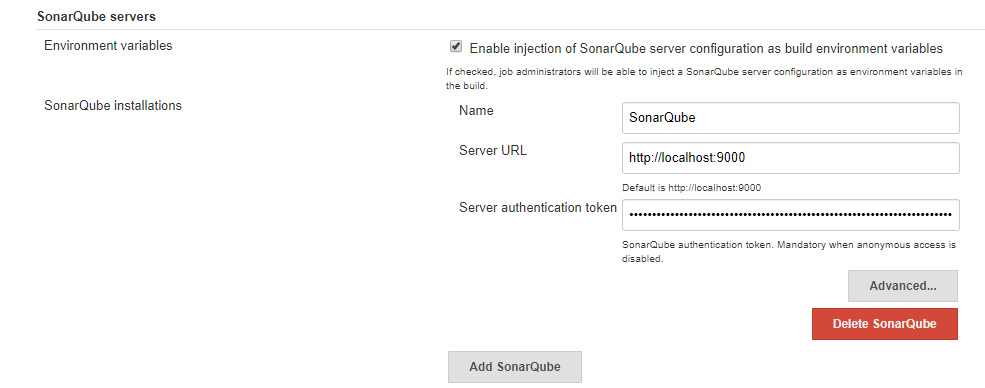 SonarQube servers
Environment variables
Enable injection of SonarQube server configuration as build environment variables
If checked, job administrators will be able to inject a SonarQube server configuration as environment variables in
the build.
SonarQube installations
Name
SonarQube
Server URL
http://localhost:9000
Default is http://localhost:9000
Server authentication token
SonarQube authentication token. Mandatory when anonymous access is
disabled.
Advanced...
Delete SonarQube
Add SonarQube